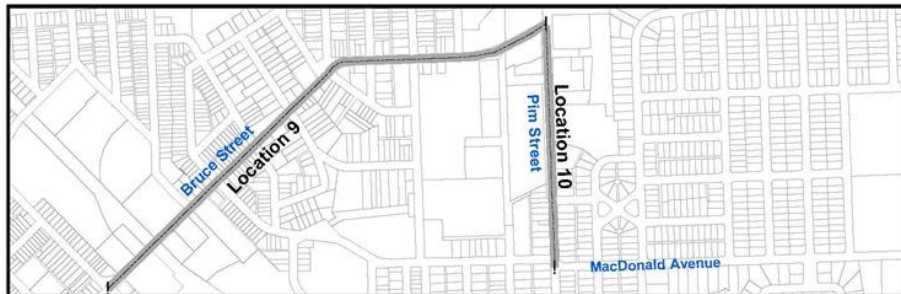 Bruce Street
Location 9
Pim Street
Location 10
MacDonald Avenue